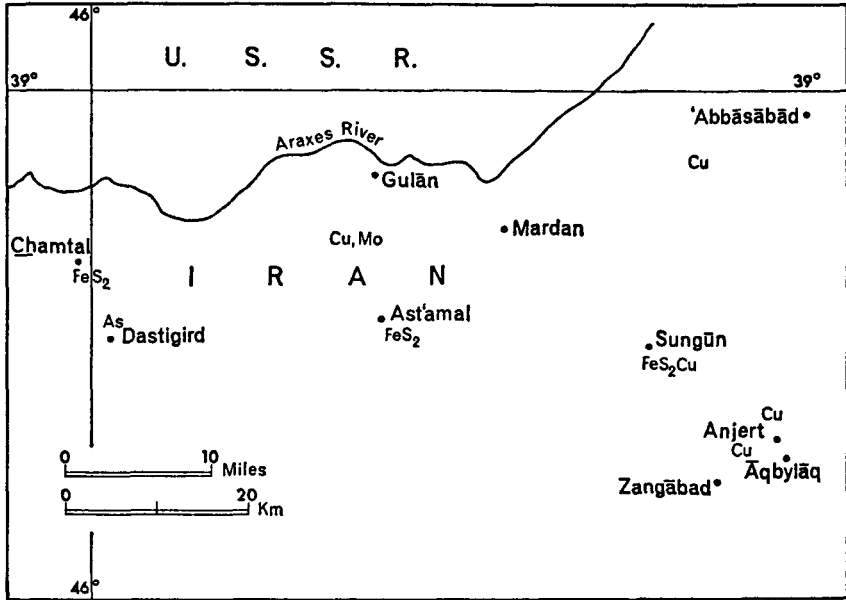 46°
U. S. S. R.
39°
39°
'Abbāsābād
Araxes River
Cu
Gulān
Mardan
Cu, Mo
Chamtal
FeS₂
I R A N
As
Dastigird
Ast'amal
FeS₂
Sungūn
FeS₂Cu
Cu
Anjert
Cu
Āqbylāq
Zangābad
0 10
Miles
0 20
Km
46°